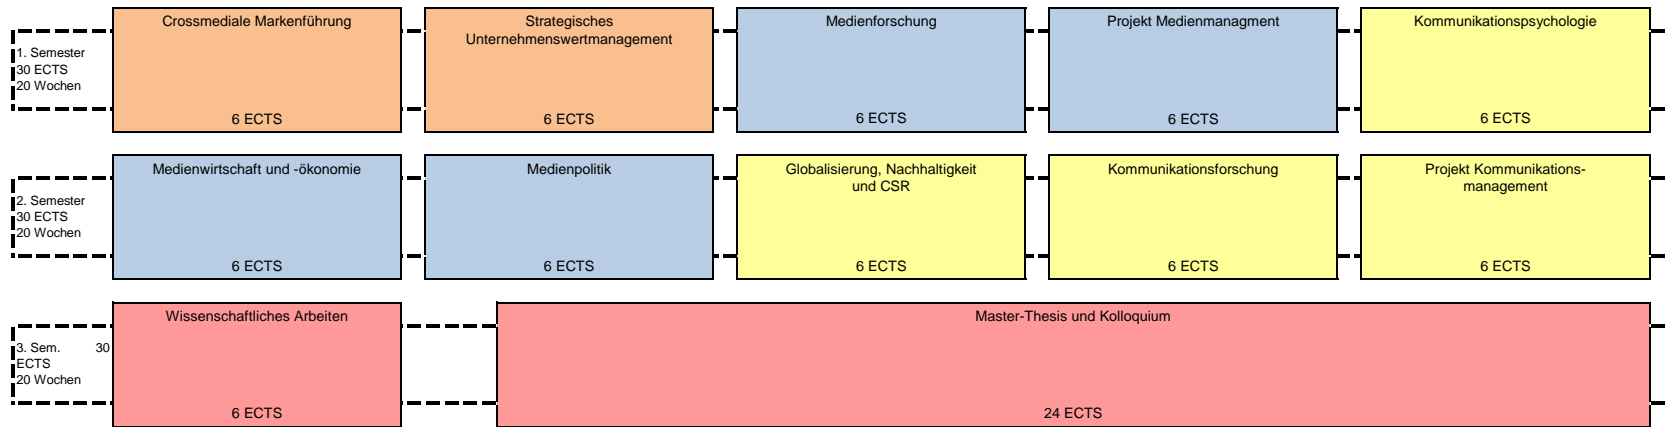 Crossmediale Markenführung
Strategisches
Unternehmenswertmanagement
Medienforschung
Projekt Medienmanagment
Kommunikationspsychologie
1. Semester
30 ECTS
20 Wochen
6 ECTS
6 ECTS
6 ECTS
6 ECTS
6 ECTS
Medienwirtschaft und -ökonomie
Medienpolitik
Globalisierung, Nachhaltigkeit
und CSR
Kommunikationsforschung
Projekt Kommunikations-
management
2. Semester
30 ECTS
20 Wochen
6 ECTS
6 ECTS
6 ECTS
6 ECTS
6 ECTS
Wissenschaftliches Arbeiten
Master-Thesis und Kolloquium
3. Sem. 30
ECTS
20 Wochen
6 ECTS
24 ECTS